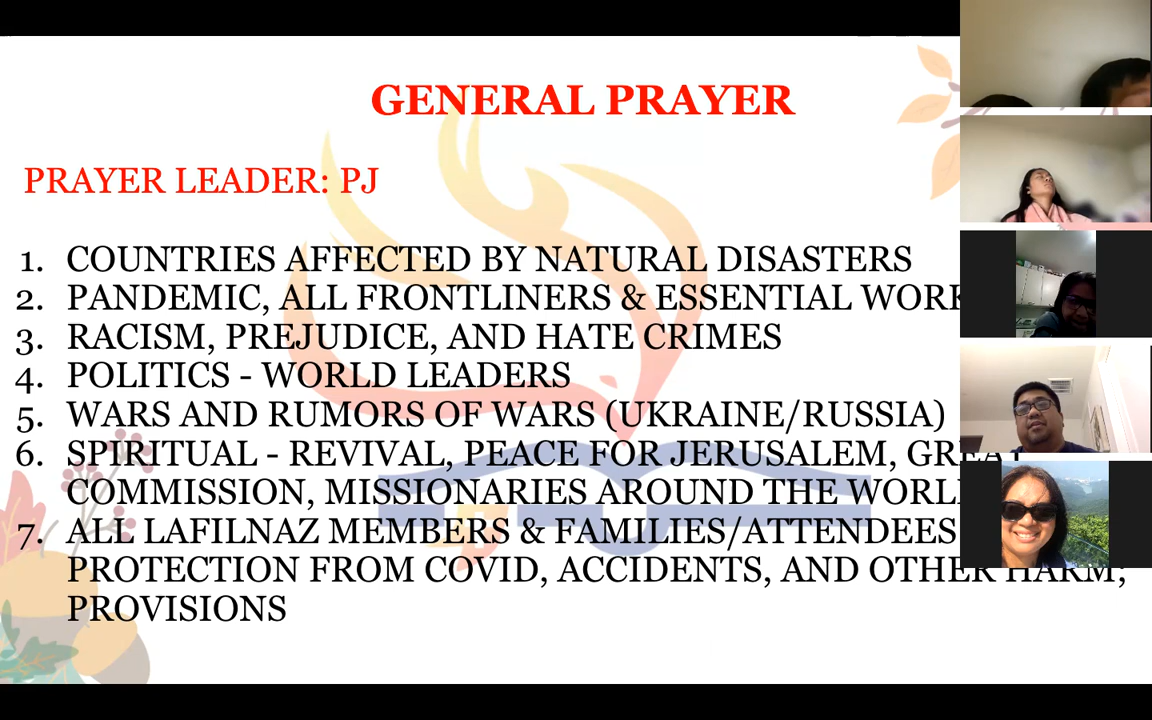 GENERAL PRAYER
PRAYER LEADER: PJ
1. COUNTRIES AFFECTED BY NATURAL DISASTERS
2. PANDEMIC, ALL FRONTLINERS & ESSENTIAL
3. RACISM, PREJUDICE, AND HATE CRIMES
4. POLITICS - WORLD LEADERS
5. WARS AND RUMORS OF WARS (UKRAINE/RUSSIA)
6. SPIRITUAL - REVIVAL, PEACE FOR JERUSALEM, GREAT
COMMISSION, MISSIONARIES AROUND THE
7. ALL LAFILNAZ MEMBERS & FAMILIES/ATTENDEES
PROTECTION FROM COVID, ACCIDENTS, AND OTHER HARM;
PROVISIONS